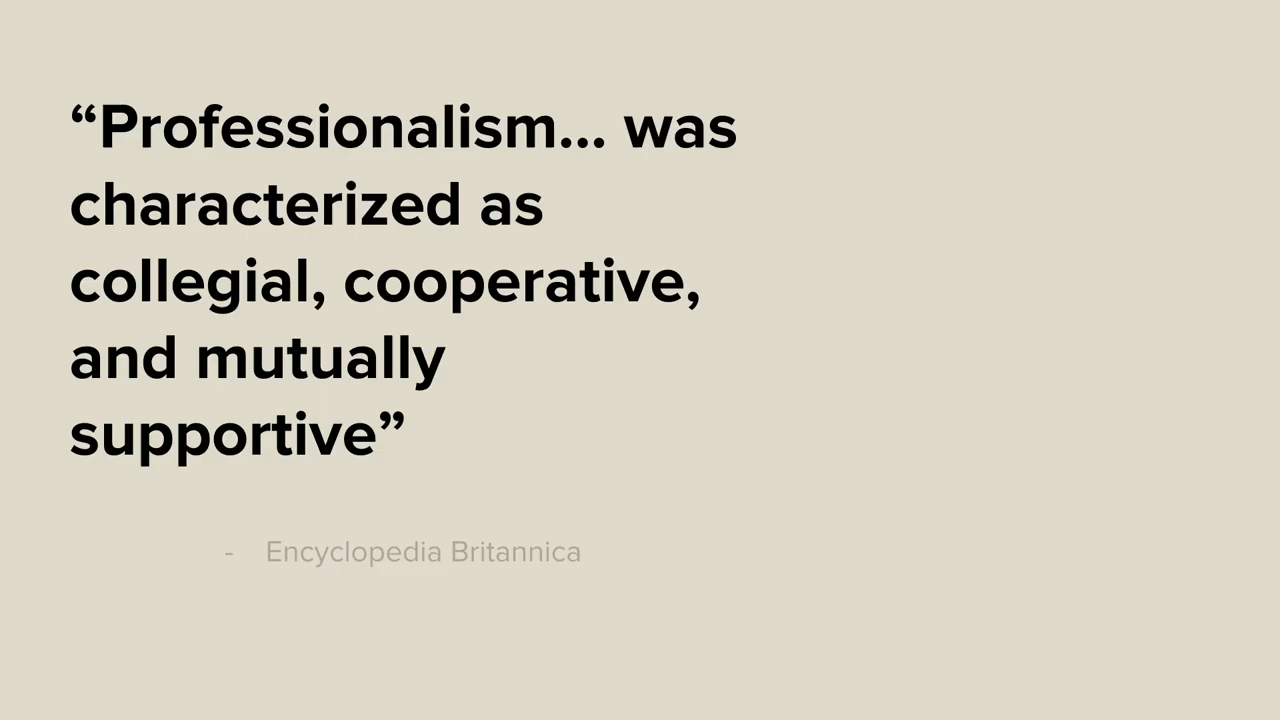 “Professionalism... was
characterized as
collegial, cooperative,
and mutually
supportive”
- Encyclopedia Britannica